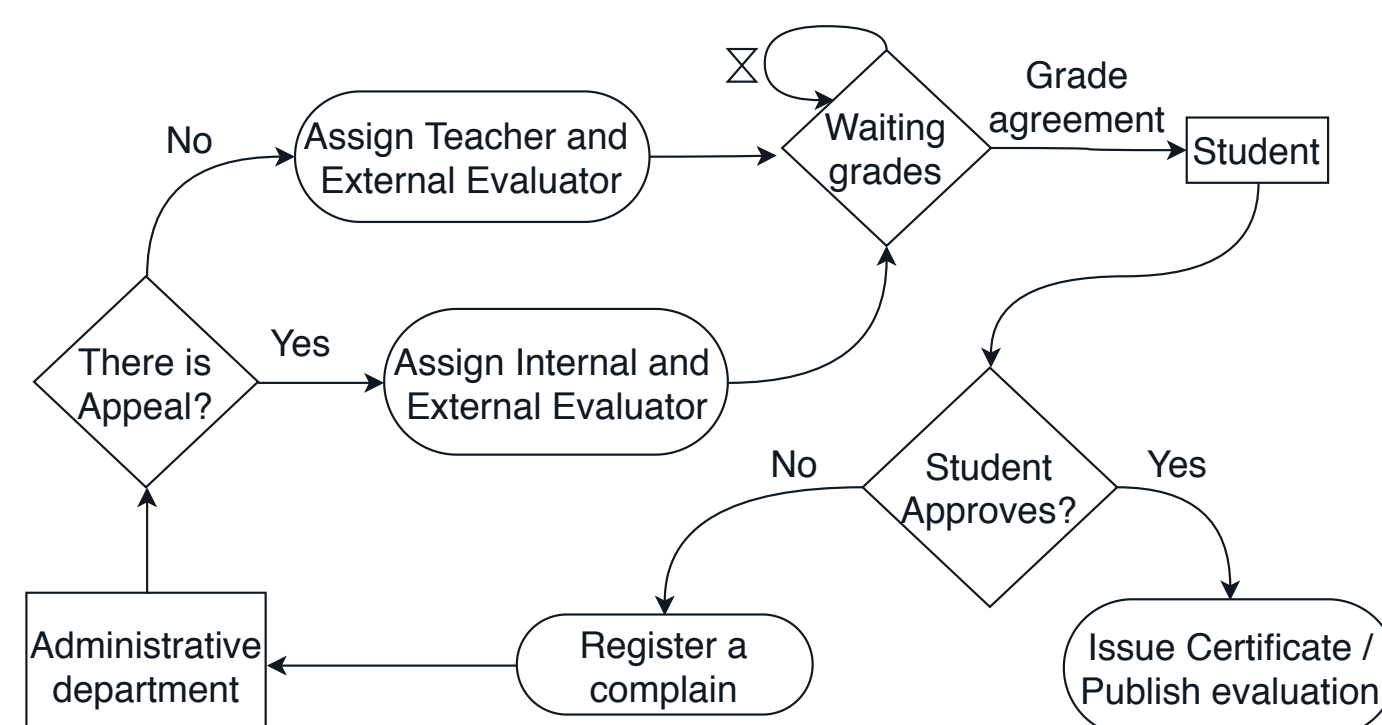 Grade
agreement
No
Assign Teacher and
External Evaluator
Waiting
grades
Student
Yes
There is
Appeal?
Assign Internal and
External Evaluator
No
Student
Approves?
Yes
Administrative
department
Register a
complain
Issue Certificate /
Publish evaluation